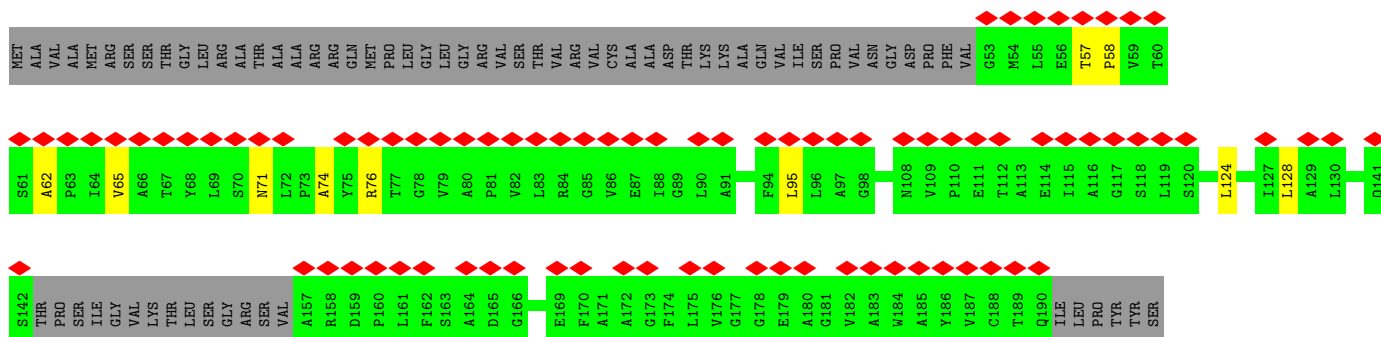 MET ALA VAL ALA MET ARG SER SER THR GLY LEU ARG ALA THR ALA ALA ARG ARG GLN MET PRO LEU GLY LEU GLY ARG VAL SER THR VAL ARG VAL CYS ALA ALA ASP THR LYS LYS ALA GLN VAL ILE SER PRO VAL ASN GLY ASP PRO PHE VAL G53 M54 L55 E56 T57 P58 V59 T60
S61 A62 P63 I64 V65 A66 T67 Y68 L69 S70 N71 L72 P73 A74 Y75 R76 T77 G78 V79 A80 P81 V82 L83 R84 G85 V86 E87 I88 G89 L90 A91 F94 L95 L96 A97 G98 N108 V109 P110 E111 T112 A113 E114 I115 A116 G117 S118 L119 S120 L124 I127 L128 A129 L130 Q141
S142 THR PRO SER ILE GLY VAL LYS THR LEU SER GLY ARG SER VAL A157 R158 D159 P160 L161 F162 S163 A164 D165 G166 E169 F170 A171 A172 G173 F174 L175 V176 G177 G178 E179 A180 G181 V182 A183 W184 A185 Y186 V187 C188 T189 Q190 ILE LEU PRO TYR TYR SER